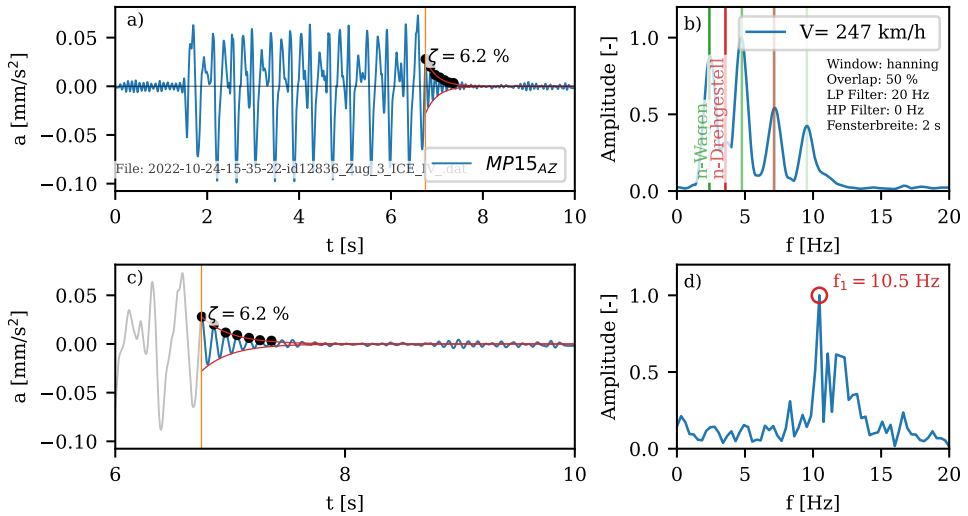 a)
ζ = 6.2 %
0.05
0.00
−0.05
−0.10
a [mm/s²]
File: 2022-10-24-15-35-22-id12836_Zug_3_ICE_
.dat
MP15_AZ
0
2
4
6
8
10
t [s]
b)
V= 247 km/h
Window: hanning
Overlap: 50 %
LP Filter: 20 Hz
HP Filter: 0 Hz
Fensterbreite: 2 s
n-Wagen
n-Drehgestell
Amplitude [-]
1.0
0.5
0.0
0
5
10
15
20
f [Hz]
c)
ζ = 6.2 %
0.05
0.00
−0.05
−0.10
a [mm/s²]
6
8
10
t [s]
d)
f₁ = 10.5 Hz
Amplitude [-]
1.0
0.5
0.0
0
5
10
15
20
f [Hz]